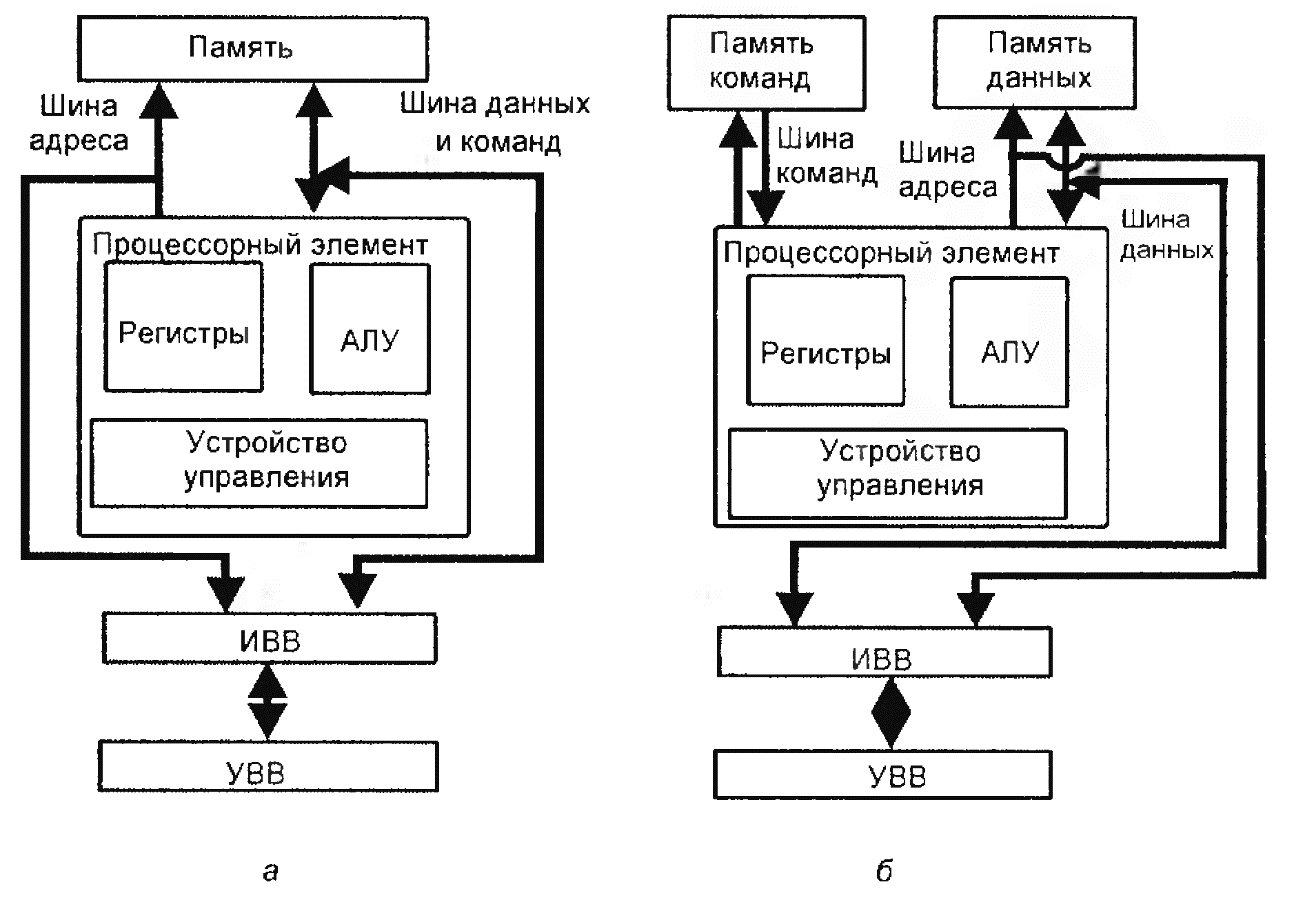 Память
Шина
адреса
Шина данных
и команд
Процессорный элемент
Регистры
АЛУ
Устройство
управления
ИВВ
УВВ
а
Память
команд
Память
данных
Шина
команд
Шина
адреса
Шина
данных
Процессорный элемент
Регистры
АЛУ
Устройство
управления
ИВВ
УВВ
б